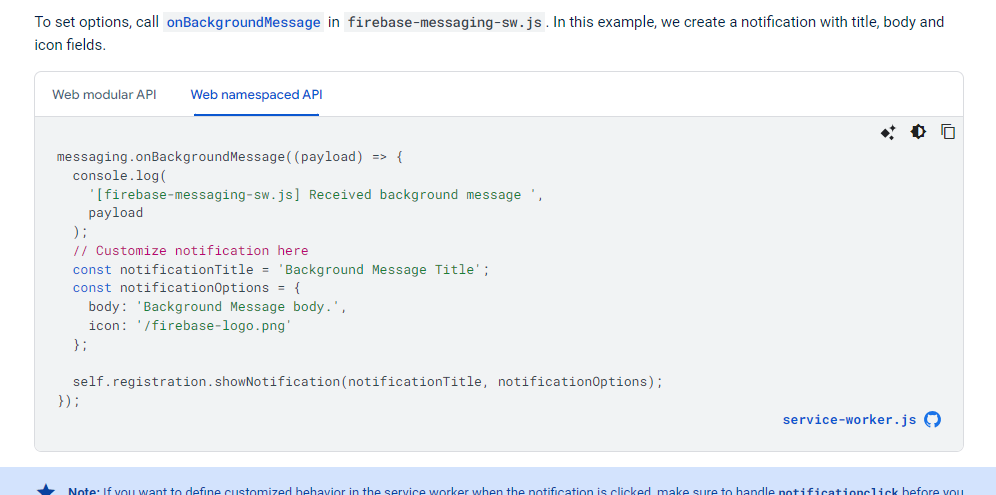 To set options, call onBackgroundMessage in firebase-messaging-sw.js. In this example, we create a notification with title, body and
icon fields.
Web modular API
Web namespaced API
messaging.onBackgroundMessage((payload) => {
  console.log(
    '[firebase-messaging-sw.js] Received background message ',
    payload
  );
  // Customize notification here
  const notificationTitle = 'Background Message Title';
  const notificationOptions = {
    body: 'Background Message body.',
    icon: '/firebase-logo.png'
  };
  self.registration.showNotification(notificationTitle, notificationOptions);
});
service-worker.js
Note: If you want to define customized behavior in the service worker when the notification is clicked, make sure to handle notificationclick before you